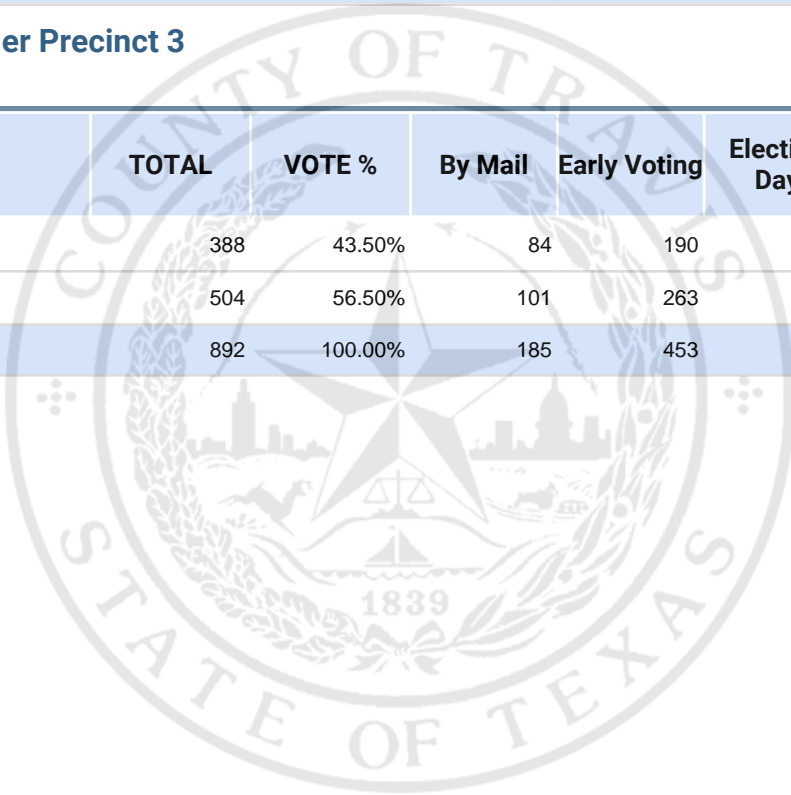 er Precinct 3
TOTAL VOTE % By Mail Early Voting Electi
Day
388 43.50% 84 190
504 56.50% 101 263
892 100.00% 185 453
COUNTY OF TRAVIS
1839
STATE OF TEXAS